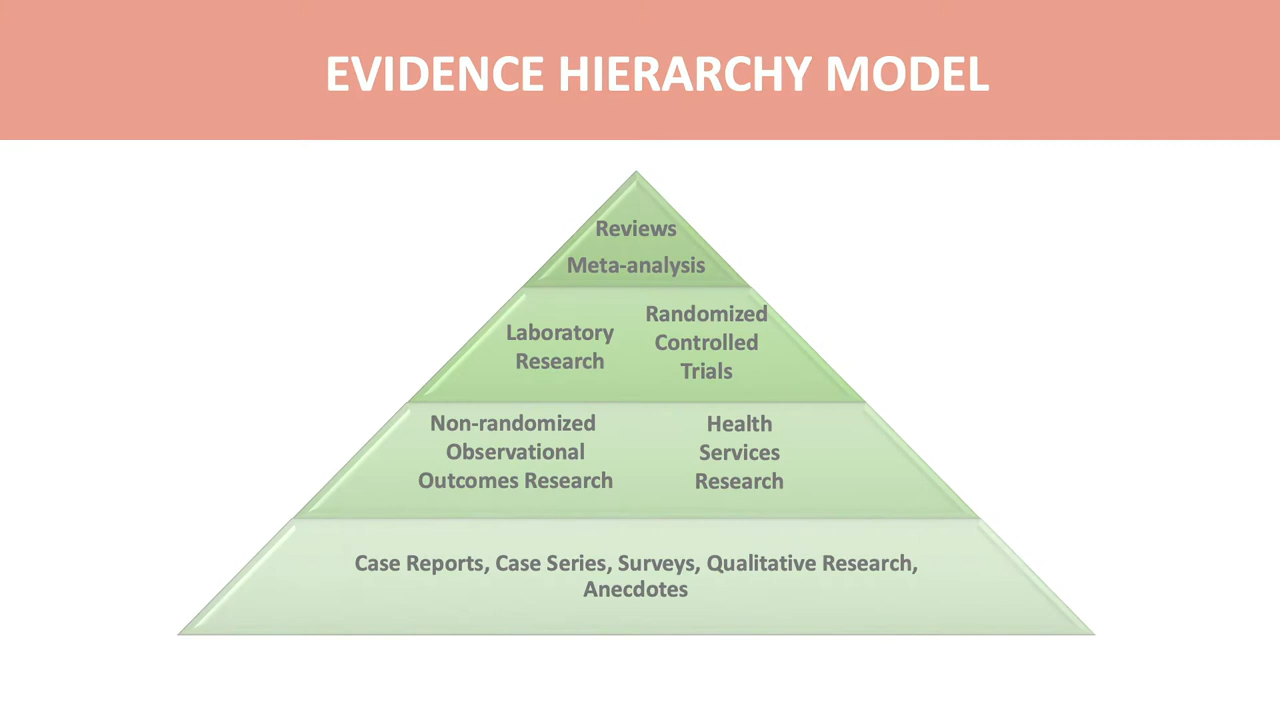 EVIDENCE HIERARCHY MODEL
Reviews
Meta-analysis
Laboratory
Research
Randomized
Controlled
Trials
Non-randomized
Observational
Outcomes Research
Health
Services
Research
Case Reports, Case Series, Surveys, Qualitative Research,
Anecdotes